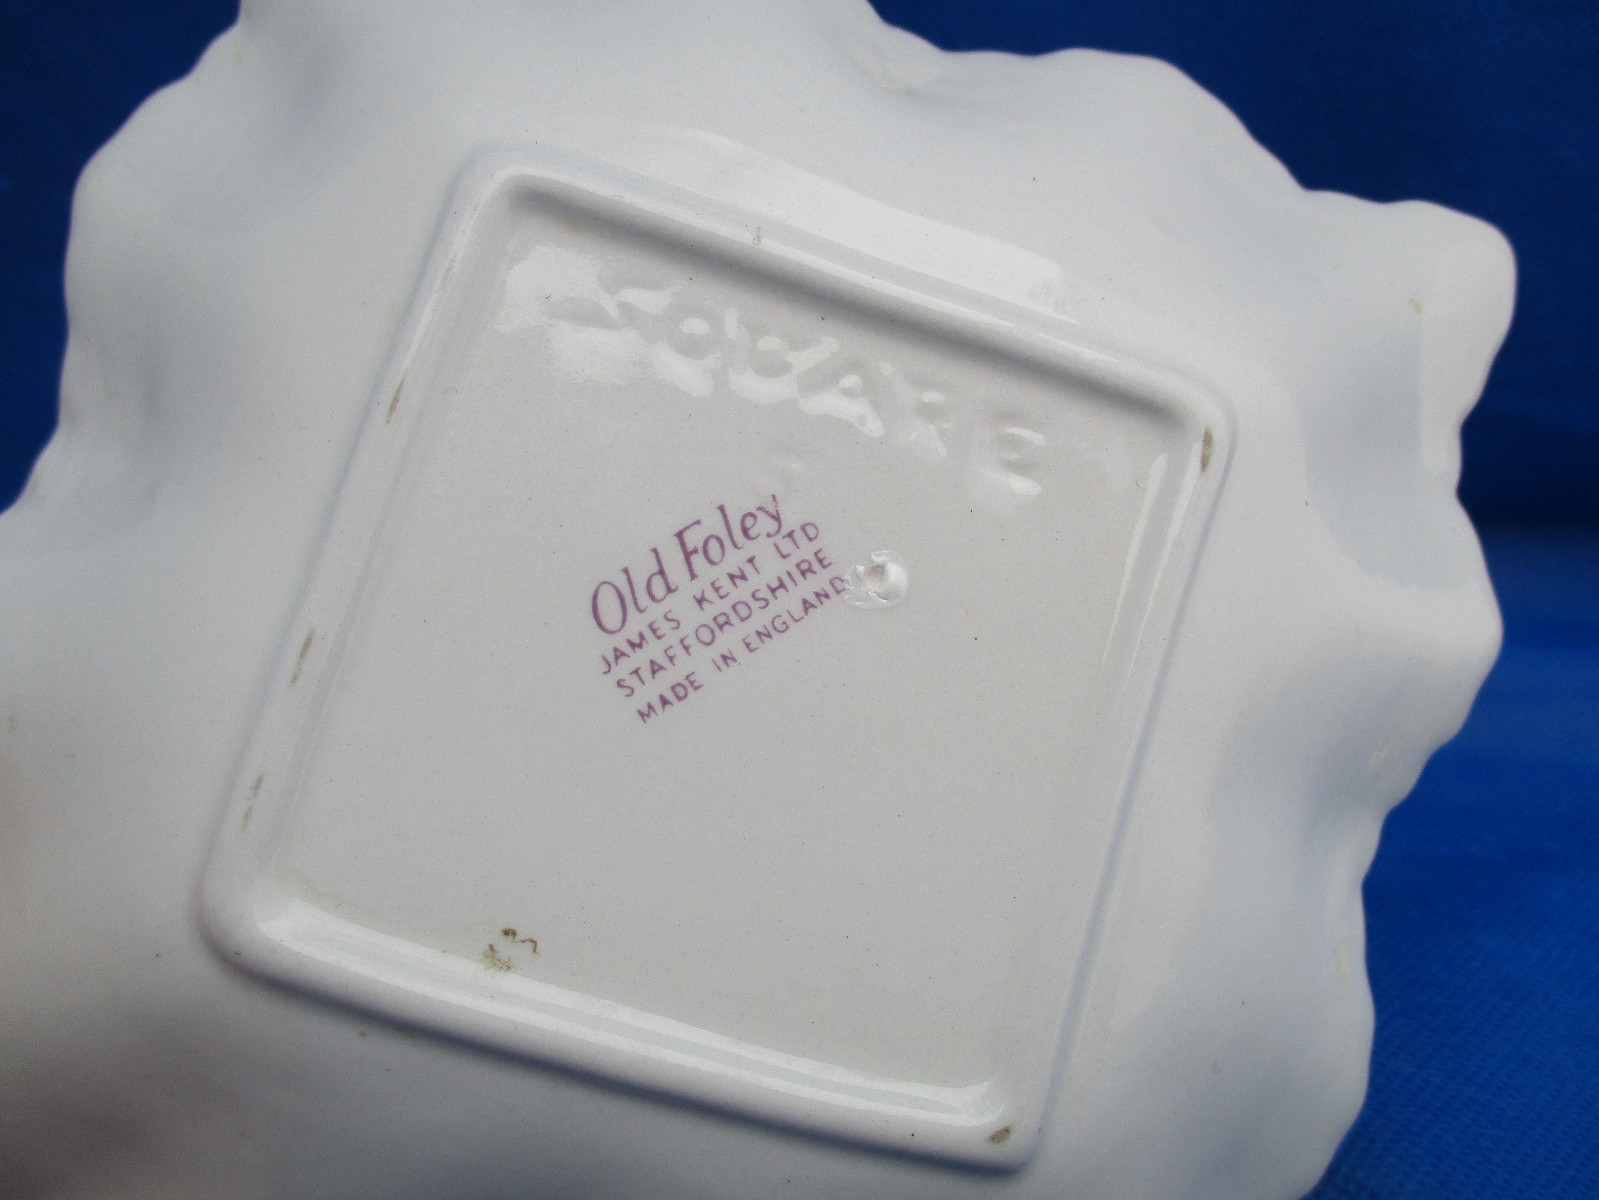 SQUARE
Old Foley
JAMES KENT LTD
STAFFORDSHIRE
MADE IN ENGLAND